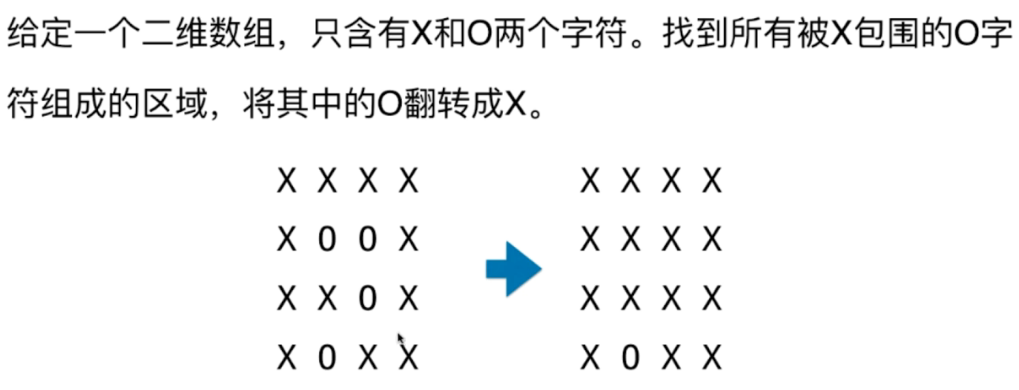 给定一个二维数组，只含有X和O两个字符。找到所有被X包围的O字
符组成的区域，将其中的O翻转成X。
X X X X X X X X
X 0 0 X X X X X
X X 0 X X X X X
X 0 X X X 0 X X